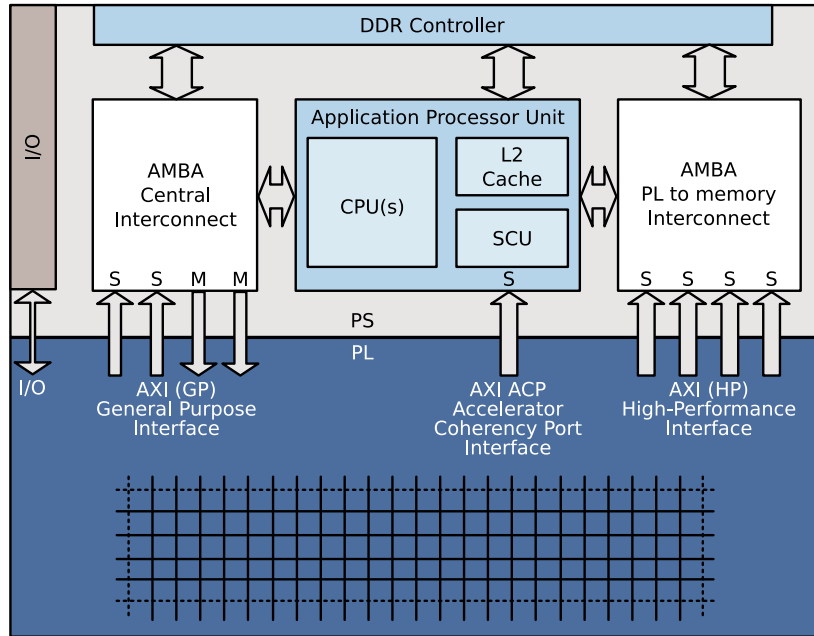 DDR Controller
I/O
AMBA
Central
Interconnect
S S M M
Application Processor Unit
CPU(s)
L2
Cache
SCU
S
AMBA
PL to memory
Interconnect
S S S S
PS
PL
I/O
AXI (GP)
General Purpose
Interface
AXI ACP
Accelerator
Coherency Port
Interface
AXI (HP)
High-Performance
Interface